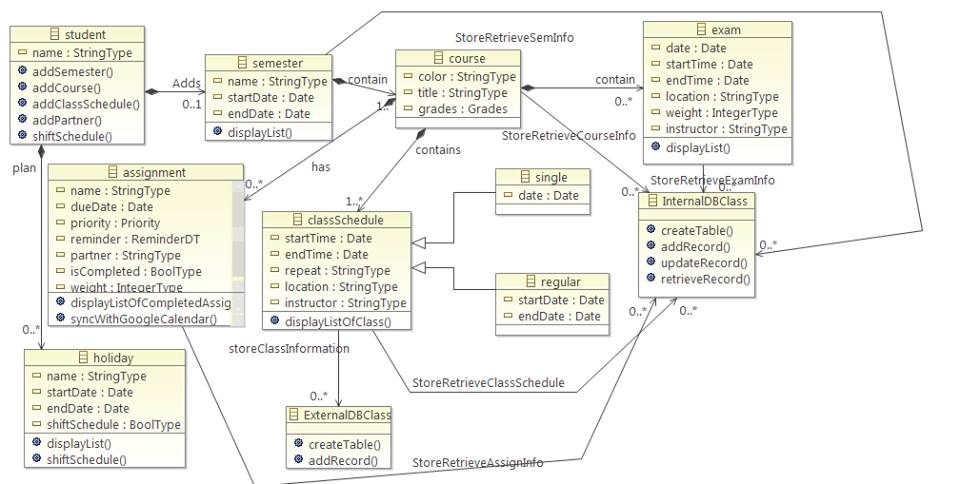 student
name : StringType
addSemester()
addCourse()
addClassSchedule()
addPartner()
shiftSchedule()
Adds
0..1
semester
name : StringType
startDate : Date
endDate : Date
displayList()
contain
1..*
course
color : StringType
title : StringType
grades : Grades
StoreRetrieveSemInfo
contain
0..*
exam
date : Date
startTime : Date
endTime : Date
location : StringType
weight : IntegerType
instructor : StringType
displayList()
StoreRetrieveCourseInfo
0..*
StoreRetrieveExamInfo
0..*
plan
0..*
has
0..*
contains
1..*
assignment
name : StringType
dueDate : Date
priority : Priority
reminder : ReminderDT
partner : StringType
isCompleted : BoolType
weight : IntegerType
displayListOfCompletedAssig
syncWithGoogleCalendar()
classSchedule
startTime : Date
endTime : Date
repeat : StringType
location : StringType
instructor : StringType
displayListOfClass()
single
date : Date
regular
startDate : Date
endDate : Date
InternalDBClass
createTable()
addRecord()
updateRecord()
retrieveRecord()
0..*
0..*
0..*
holiday
name : StringType
startDate : Date
endDate : Date
shiftSchedule : BoolType
displayList()
shiftSchedule()
storeClassInformation
0..*
StoreRetrieveClassSchedule
ExternalDBClass
createTable()
addRecord()
StoreRetrieveAssignInfo